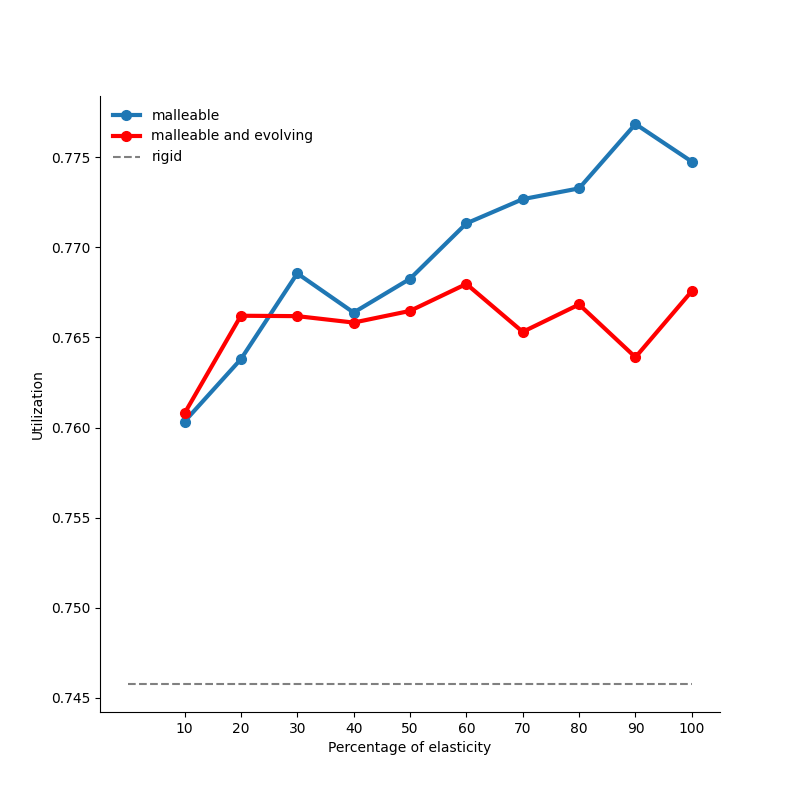 malleable
malleable and evolving
rigid
0.775
0.770
0.765
0.760
0.755
0.750
0.745
Utilization
10 20 30 40 50 60 70 80 90 100
Percentage of elasticity